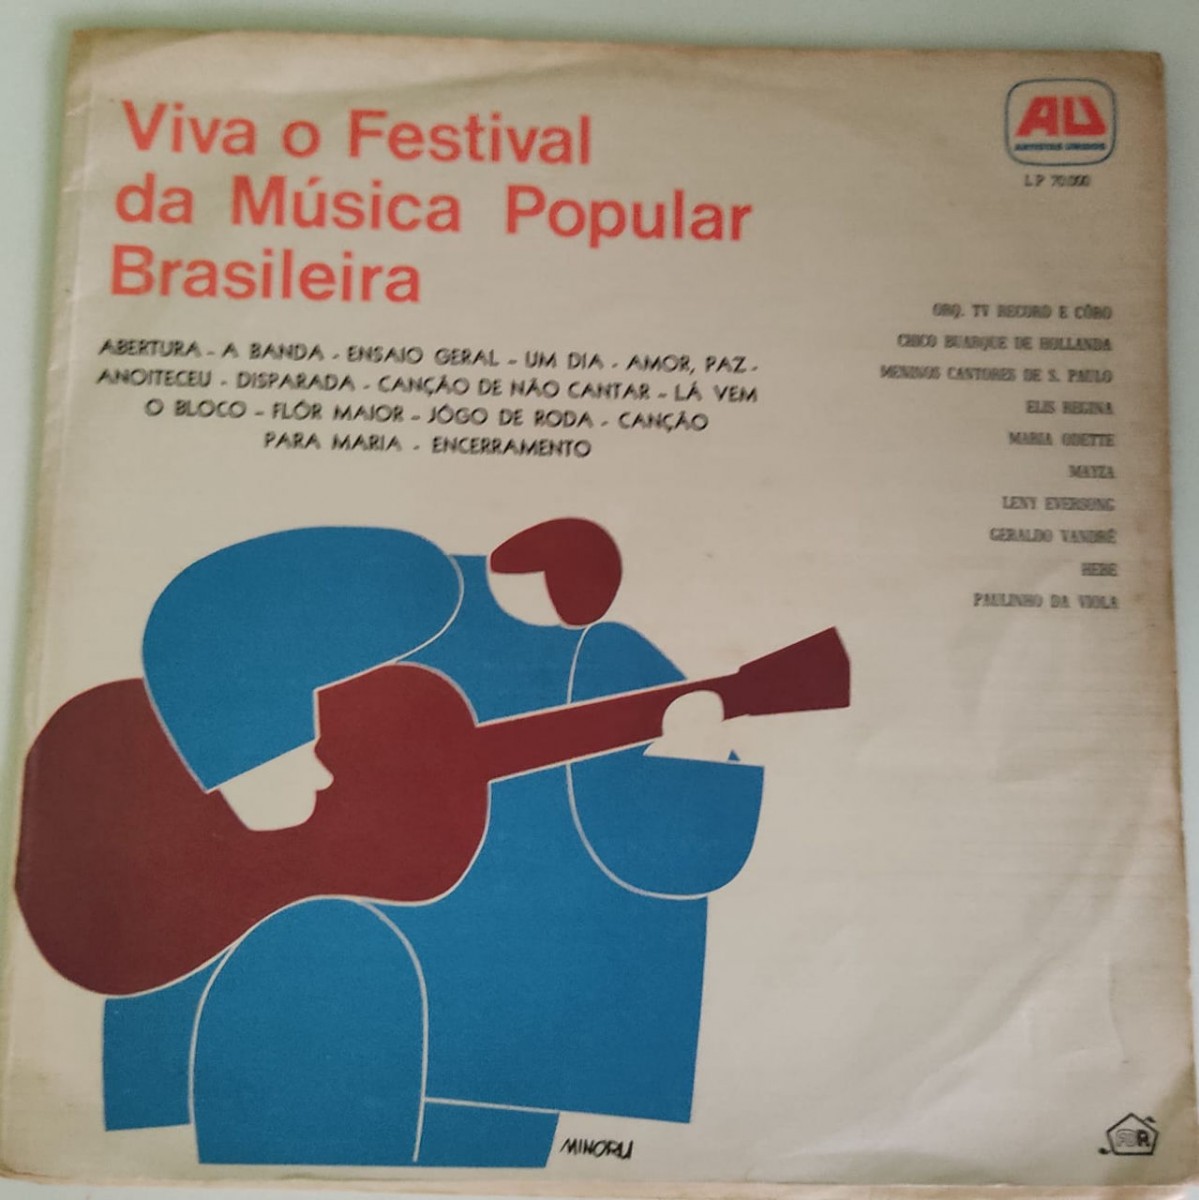 Viva o Festival
da Música Popular
Brasileira
AU
ARTISTAS UNIDOS
LP 70.000
ABERTURA - A BANDA - ENSAIO GERAL - UM DIA - AMOR, PAZ -
ANOITECEU - DISPARADA - CANÇÃO DE NÃO CANTAR - LÁ VEM
O BLOCO - FLÔR MAIOR - JÔGO DE RODA - CANÇÃO
PARA MARIA - ENCERRAMENTO
ORQ. TV RECORD E CÔRO
CHICO BUARQUE DE HOLLANDA
MENINOS CANTORES DE S. PAULO
ELIS REGINA
MARIA ODETTE
MAYZA
LENY EVERSONG
GERALDO VANDRÉ
HEBE
PAULINHO DA VIOLA
MINORU